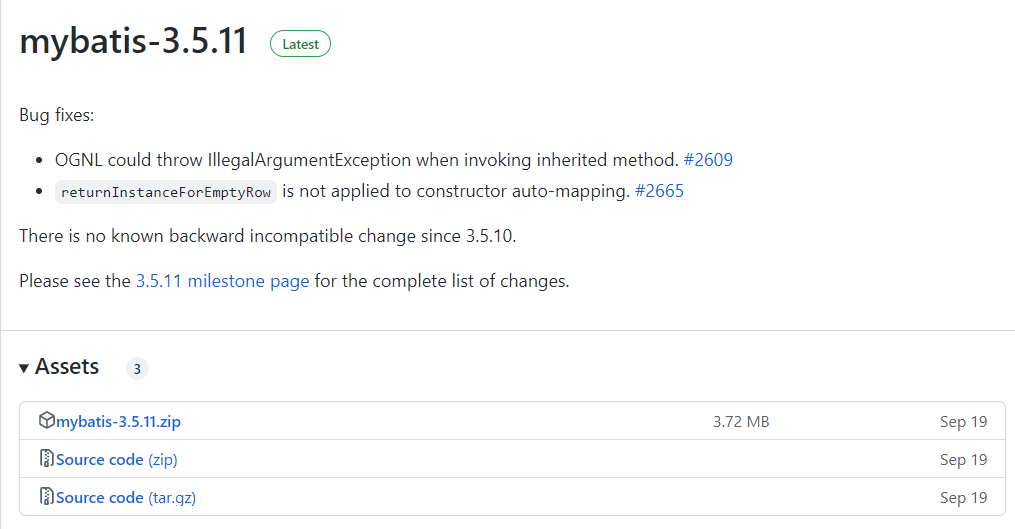 mybatis-3.5.11 Latest
Bug fixes:
OGNL could throw IllegalArgumentException when invoking inherited method. #2609
returnInstanceForEmptyRow is not applied to constructor auto-mapping. #2665
There is no known backward incompatible change since 3.5.10.
Please see the 3.5.11 milestone page for the complete list of changes.
Assets 3
mybatis-3.5.11.zip 3.72 MB Sep 19
Source code (zip) Sep 19
Source code (tar.gz) Sep 19